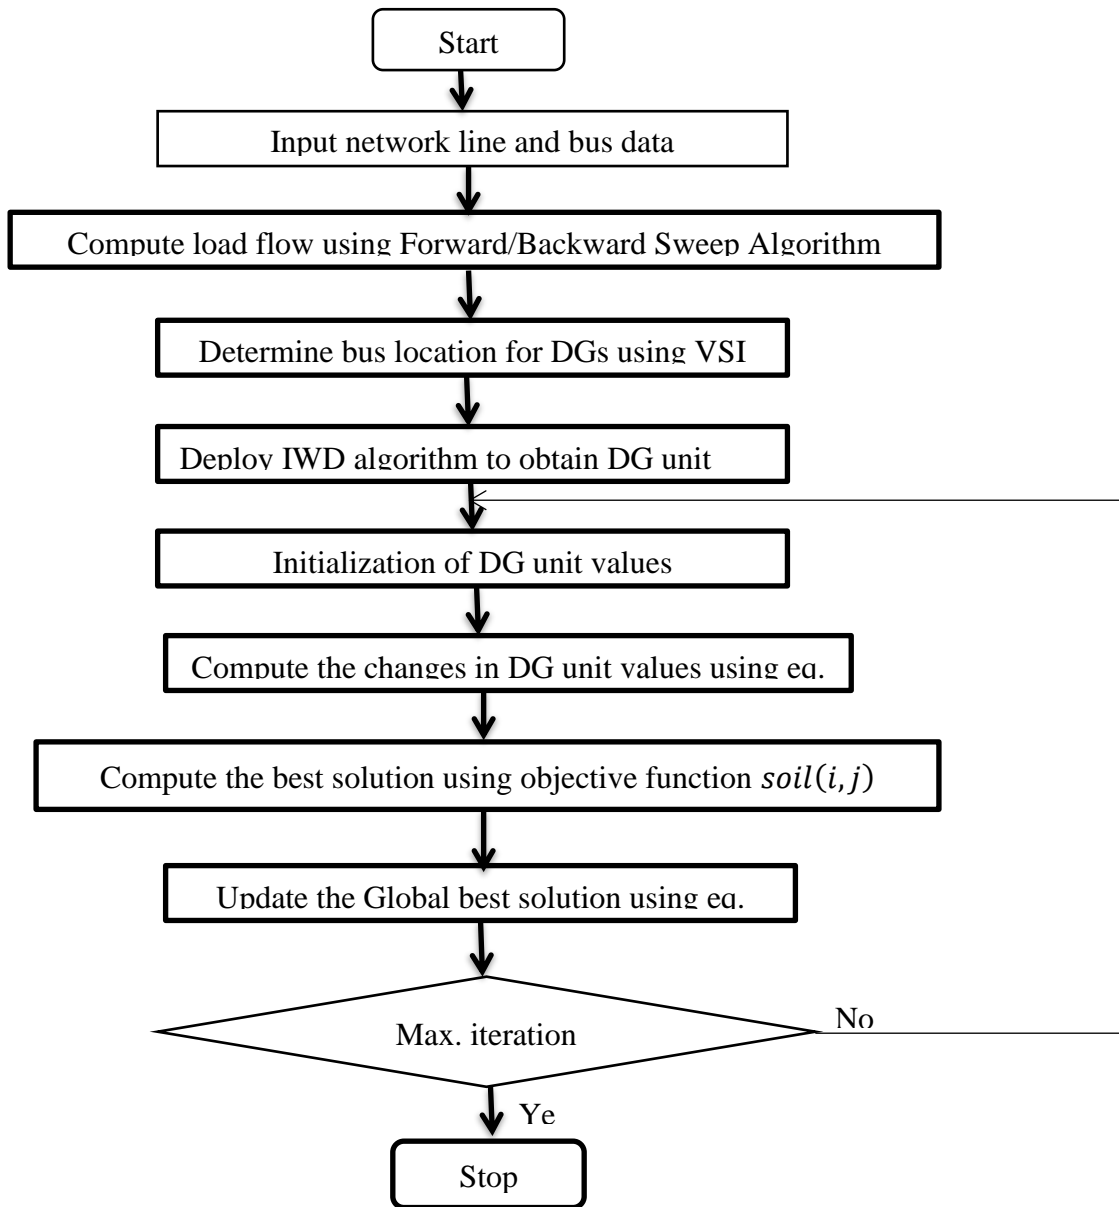 Start
Input network line and bus data
Compute load flow using Forward/Backward Sweep Algorithm
Determine bus location for DGs using VSI
Deploy IWD algorithm to obtain DG unit
Initialization of DG unit values
Compute the changes in DG unit values using eq.
Compute the best solution using objective function soil(i, j)
Update the Global best solution using eq.
Max. iteration
No
Ye
Stop